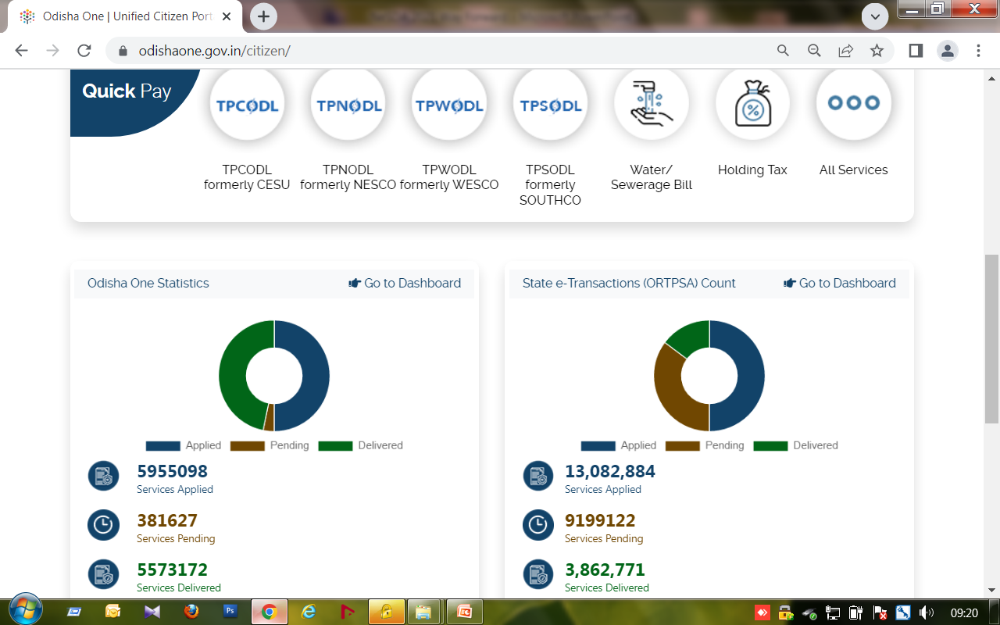 Odisha One | Unified Citizen Port
odishaone.gov.in/citizen/
Quick Pay
TPCODL
TPNODL
TPWODL
TPSODL
TPCODL
formerly CESU
TPNODL
formerly NESCO
TPWODL
formerly WESCO
TPSODL
formerly
SOUTHCO
Water/
Sewerage Bill
Holding Tax
All Services
Odisha One Statistics
Go to Dashboard
Applied
Pending
Delivered
5955098
Services Applied
381627
Services Pending
5573172
Services Delivered
State e-Transactions (ORTPSA) Count
Go to Dashboard
Applied
Pending
Delivered
13,082,884
Services Applied
9199122
Services Pending
3,862,771
Services Delivered
Ps
09:20